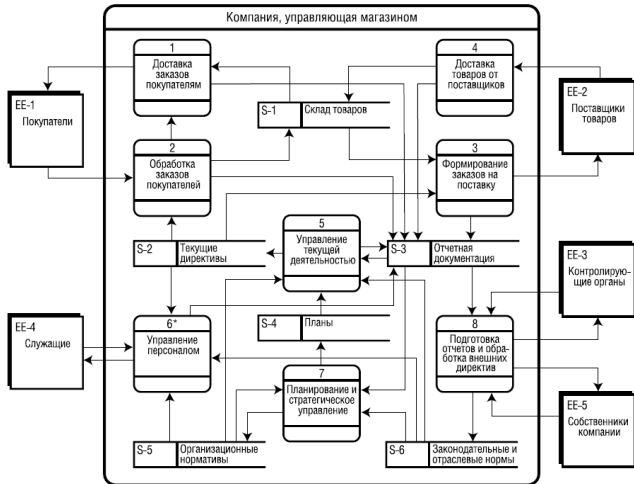 Компания, управляющая магазином
1
Доставка
заказов
покупателям
4
Доставка
товаров от
поставщиков
EE-1
Покупатели
EE-2
Поставщики
товаров
S-1
Склад товаров
2
Обработка
заказов
покупателей
3
Формирование
заказов на
поставку
5
Управление
текущей
деятельностью
S-2
Текущие
директивы
S-3
Отчетная
документация
EE-3
Контролирую-
щие органы
EE-4
Служащие
6*
Управление
персоналом
S-4
Планы
8
Подготовка
отчетов и обра-
ботка внешних
директив
7
Планирование и
стратегическое
управление
EE-5
Собственники
компании
S-5
Организационные
нормативы
S-6
Законодательные и
отраслевые нормы